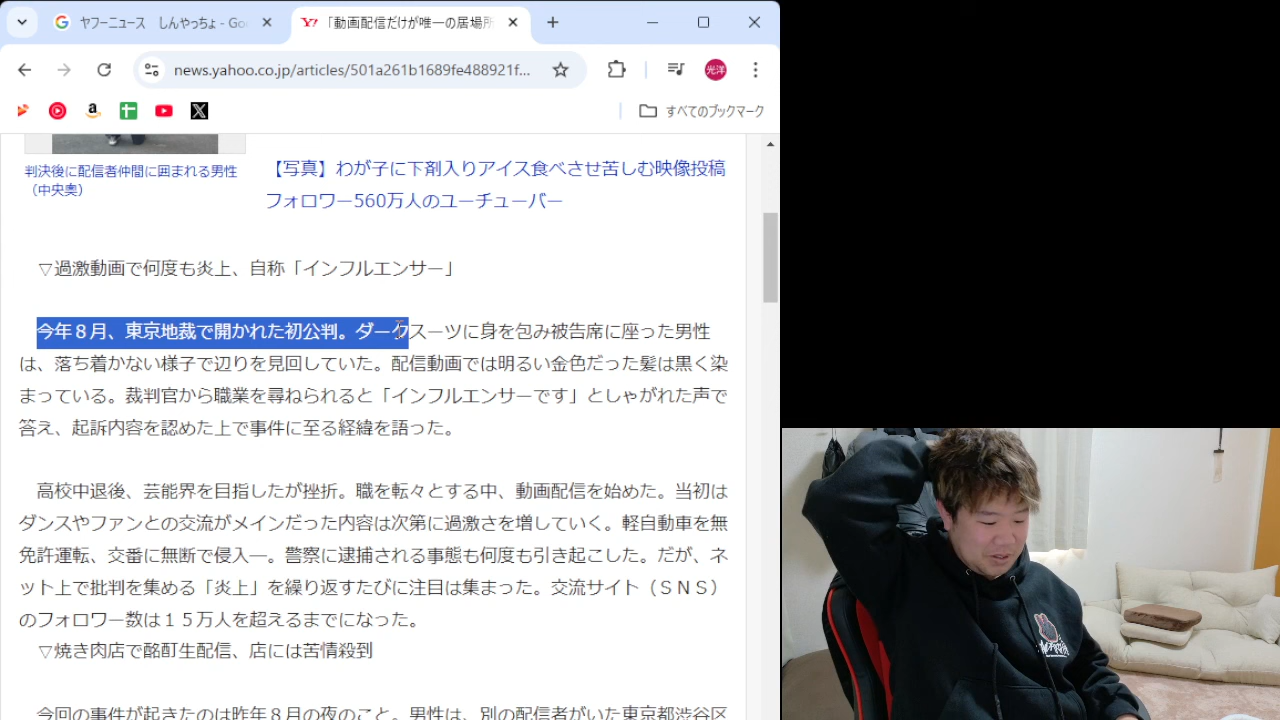 ヤフーニュース しんやっちょ - Go
「動画配信だけが唯一の居場所
news.yahoo.co.jp/articles/501a261b1689fe488921f...
光洋
すべてのブックマーク
判決後に配信者仲間に囲まれる男性
（中央奥）
【写真】わが子に下剤入りアイス食べさせ苦しむ映像投稿
フォロワー560万人のユーチューバー
▽過激動画で何度も炎上、自称「インフルエンサー」
今年８月、東京地裁で開かれた初公判。ダークスーツに身を包み被告席に座った男性
は、落ち着かない様子で辺りを見回していた。配信動画では明るい金色だった髪は黒く染
まっている。裁判官から職業を尋ねられると「インフルエンサーです」としゃがれた声で
答え、起訴内容を認めた上で事件に至る経緯を語った。
高校中退後、芸能界を目指したが挫折。職を転々とする中、動画配信を始めた。当初は
ダンスやファンとの交流がメインだった内容は次第に過激さを増していく。軽自動車を無
免許運転、交番に無断で侵入―。警察に逮捕される事態も何度も引き起こした。だが、ネ
ット上で批判を集める「炎上」を繰り返すたびに注目は集まった。交流サイト（ＳＮＳ）
のフォロワー数は１５万人を超えるまでになった。
▽焼き肉店で酩酊生配信、店には苦情殺到
今回の事件が起きたのは昨年８月の夜のこと。男性は、別の配信者がいた東京都渋谷区